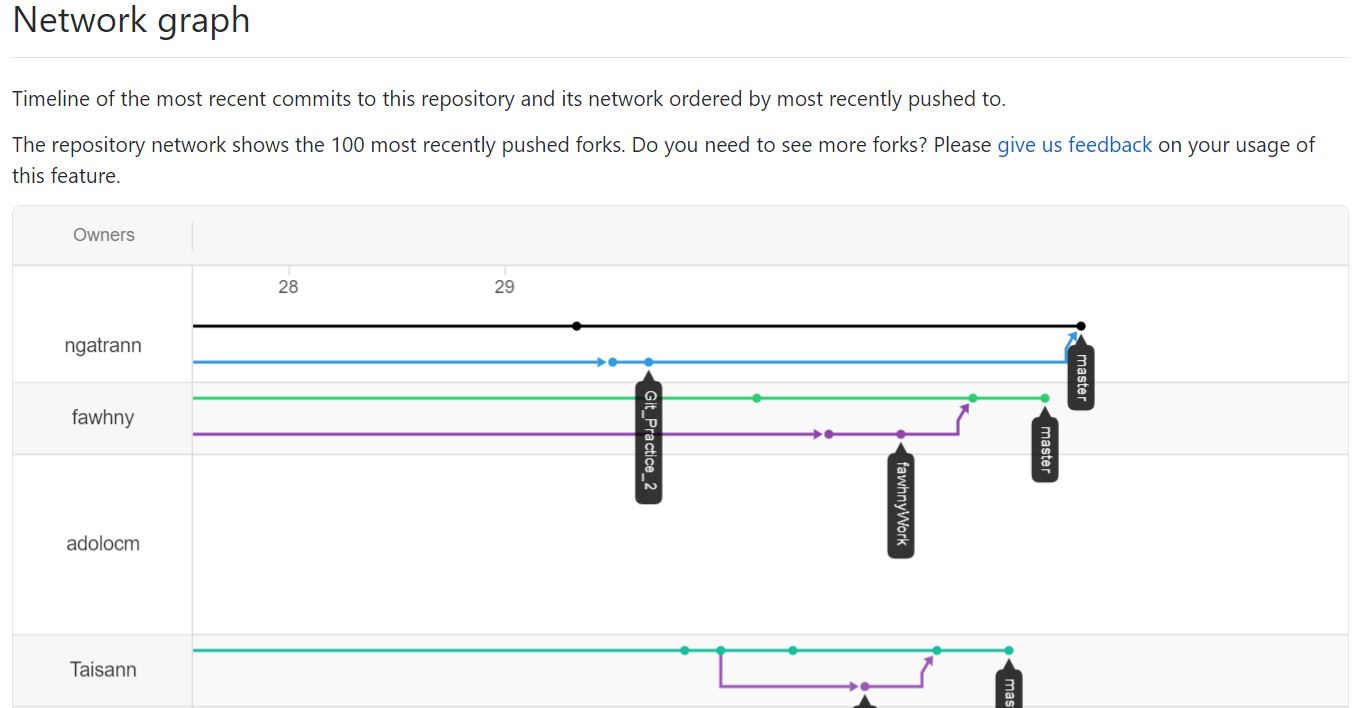 Network graph
Timeline of the most recent commits to this repository and its network ordered by most recently pushed to.
The repository network shows the 100 most recently pushed forks. Do you need to see more forks? Please give us feedback on your usage of
this feature.
Owners
28 29
ngatrann
master
Git_Practice_2
fawhny
master
fawhnyWork
adolocm
Taisann
mas